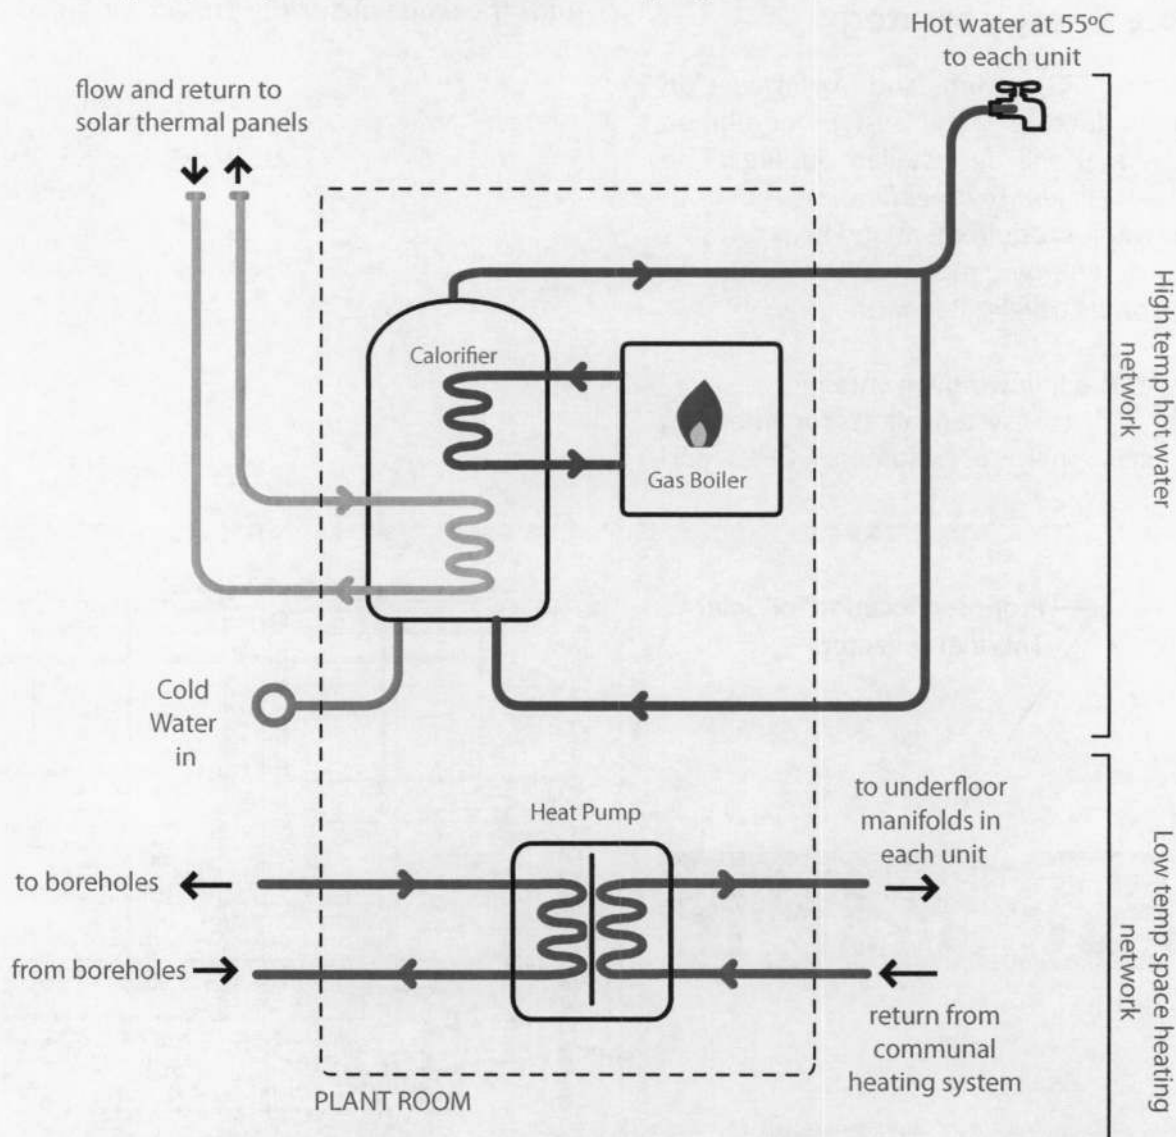 Hot water at 55ºC
to each unit
flow and return to
solar thermal panels
Calorifier
Gas Boiler
High temp hot water
network
Cold
Water
in
Heat Pump
to underfloor
manifolds in
each unit
to boreholes
from boreholes
return from
communal
heating system
Low temp space heating
network
PLANT ROOM